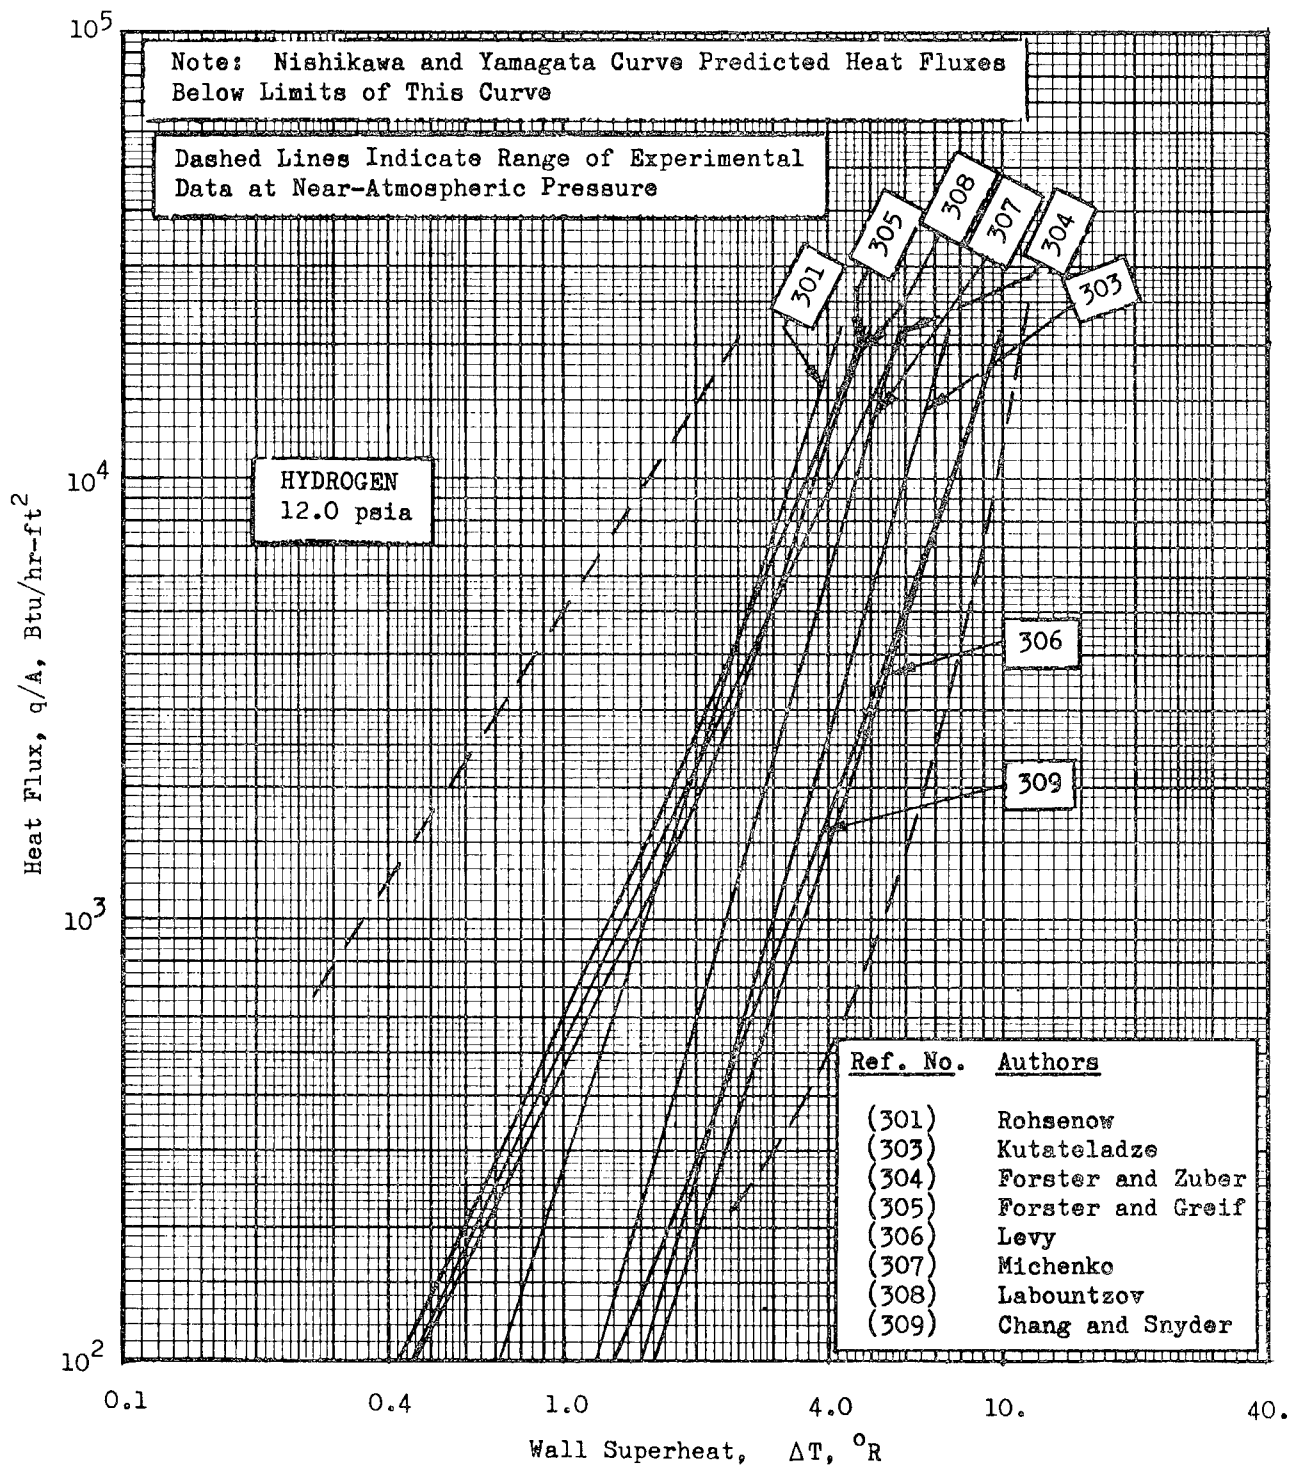 10^5
Note: Nishikawa and Yamagata Curve Predicted Heat Fluxes
Below Limits of This Curve
Dashed Lines Indicate Range of Experimental
Data at Near-Atmospheric Pressure
301
305
308
307
304
303
HYDROGEN
12.0 psia
10^4
306
309
10^3
10^2
Heat Flux, q/A, Btu/hr-ft^2
Ref. No. Authors
(301) Rohsenow
(303) Kutateladze
(304) Forster and Zuber
(305) Forster and Greif
(306) Levy
(307) Michenko
(308) Labountzov
(309) Chang and Snyder
0.1 0.4 1.0 4.0 10. 40.
Wall Superheat, ΔT, °R